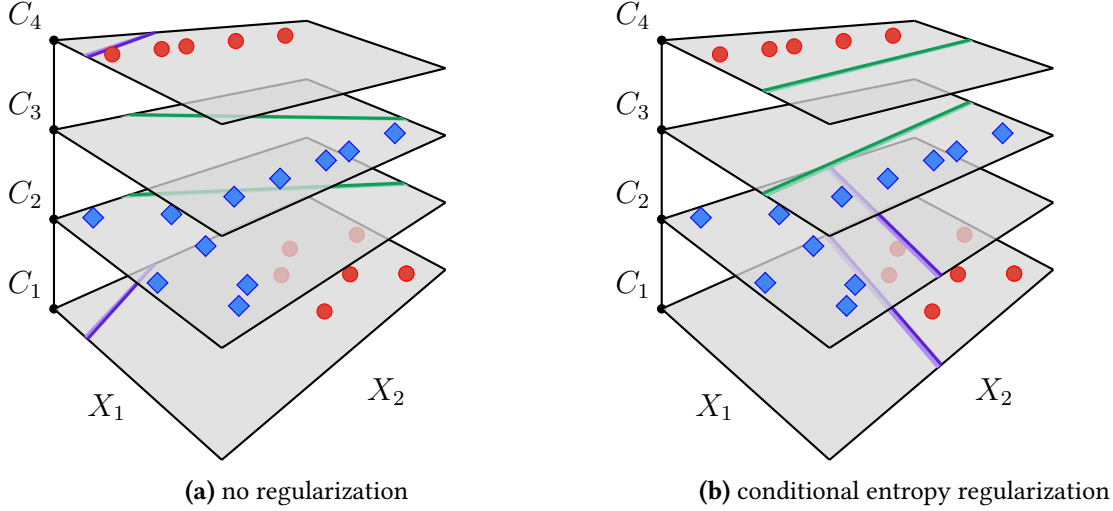 C₄
C₃
C₂
C₁
X₁
X₂
(a) no regularization
C₄
C₃
C₂
C₁
X₁
X₂
(b) conditional entropy regularization